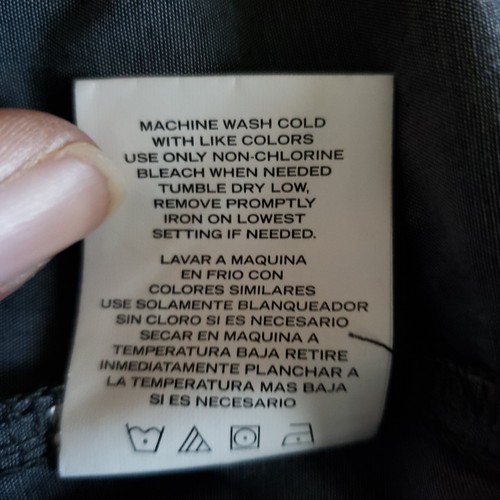 MACHINE WASH COLD
WITH LIKE COLORS
USE ONLY NON-CHLORINE
BLEACH WHEN NEEDED
TUMBLE DRY LOW,
REMOVE PROMPTLY
IRON ON LOWEST
SETTING IF NEEDED.
LAVAR A MAQUINA
EN FRIO CON
COLORES SIMILARES
USE SOLAMENTE BLANQUEADOR
SIN CLORO SI ES NECESARIO
SECAR EN MAQUINA A
TEMPERATURA BAJA RETIRE
INMEDIATAMENTE PLANCHAR A
LA TEMPERATURA MAS BAJA
SI ES NECESARIO